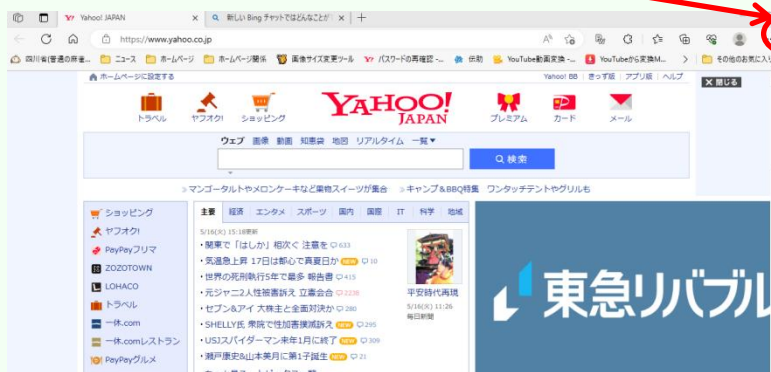 Yahoo! JAPAN
新しい Bing チャットではどんなことが
https://www.yahoo.co.jp
四川省(普通の麻雀...
ニュース
ホームページ
ホームページ関係
画像サイズ変更ツール
パスワードの再確認 -...
伝助
YouTube動画変換 -...
YouTubeから変換M...
その他のお気に入り
ホームページに設定する
Yahoo! BB
きっず版
アプリ版
ヘルプ
× 閉じる
トラベル
ヤフオク!
ショッピング
YAHOO!
JAPAN
プレミアム
カード
メール
ウェブ 画像 動画 知恵袋 地図 リアルタイム 一覧▼
検索
マンゴータルトやメロンケーキなど果物スイーツが集合
キャンプ&BBQ特集 ワンタッチテントやグリルも
ショッピング
ヤフオク!
PayPayフリマ
ZOZOTOWN
LOHACO
トラベル
一休.com
一休.comレストラン
PayPayグルメ
主要 経済 エンタメ スポーツ 国内 国際 IT 科学 地域
5/16(火) 15:18更新
・関東で「はしか」相次ぐ 注意を 633
・気温急上昇 17日は都心で真夏日か NEW 10
・世界の死刑執行5年で最多 報告書 415
・元ジャニ2人性被害訴え 立憲会合 2238
・セブン&アイ 大株主と全面対決か 280
・SHELLY氏 衆院で性加害撲滅訴え NEW 295
・USJスパイダーマン来年1月に終了 NEW 309
・瀬戸康史&山本美月に第1子誕生 NEW 21
平安時代再現
5/16(火) 11:26
毎日新聞
東急リバブル